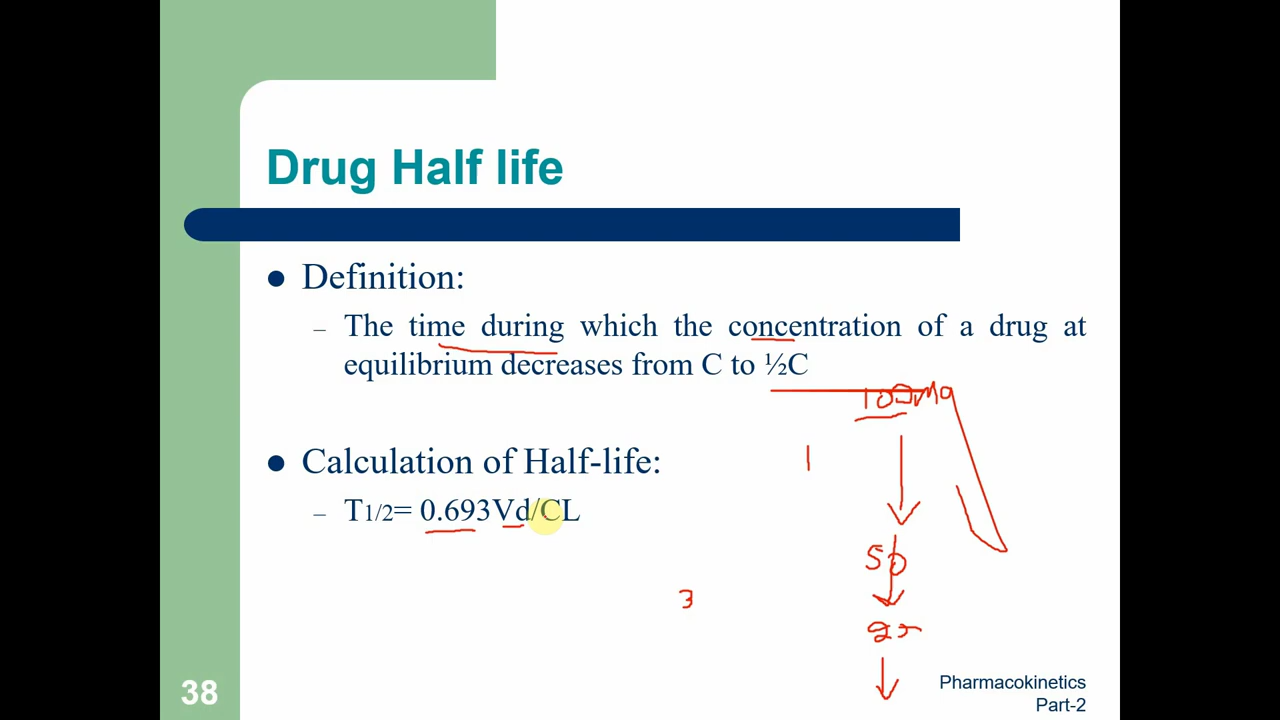 Drug Half life
● Definition:
– The time during which the concentration of a drug at
equilibrium decreases from C to ½C
100mg
● Calculation of Half-life:
1
– T1/2= 0.693Vd/CL
50
3
25
38
Pharmacokinetics
Part-2